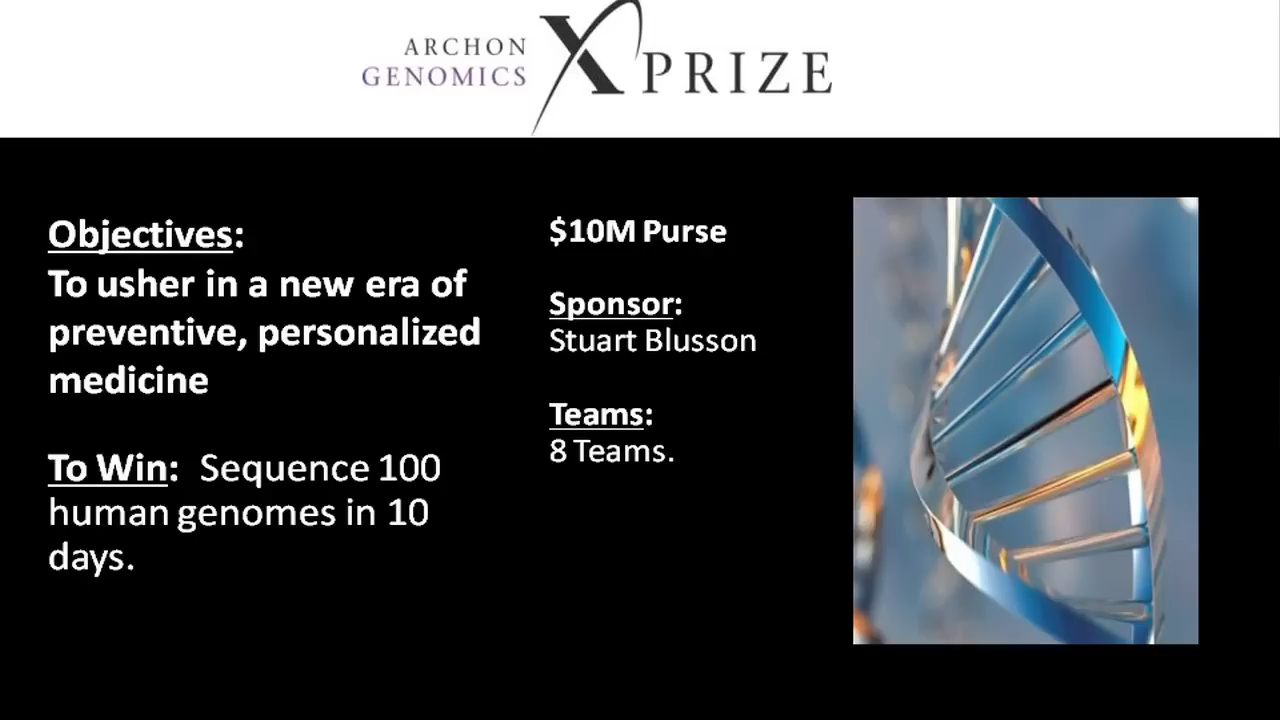 ARCHON
GENOMICS
XPRIZE
Objectives:
To usher in a new era of
preventive, personalized
medicine
To Win: Sequence 100
human genomes in 10
days.
$10M Purse
Sponsor:
Stuart Blusson
Teams:
8 Teams.